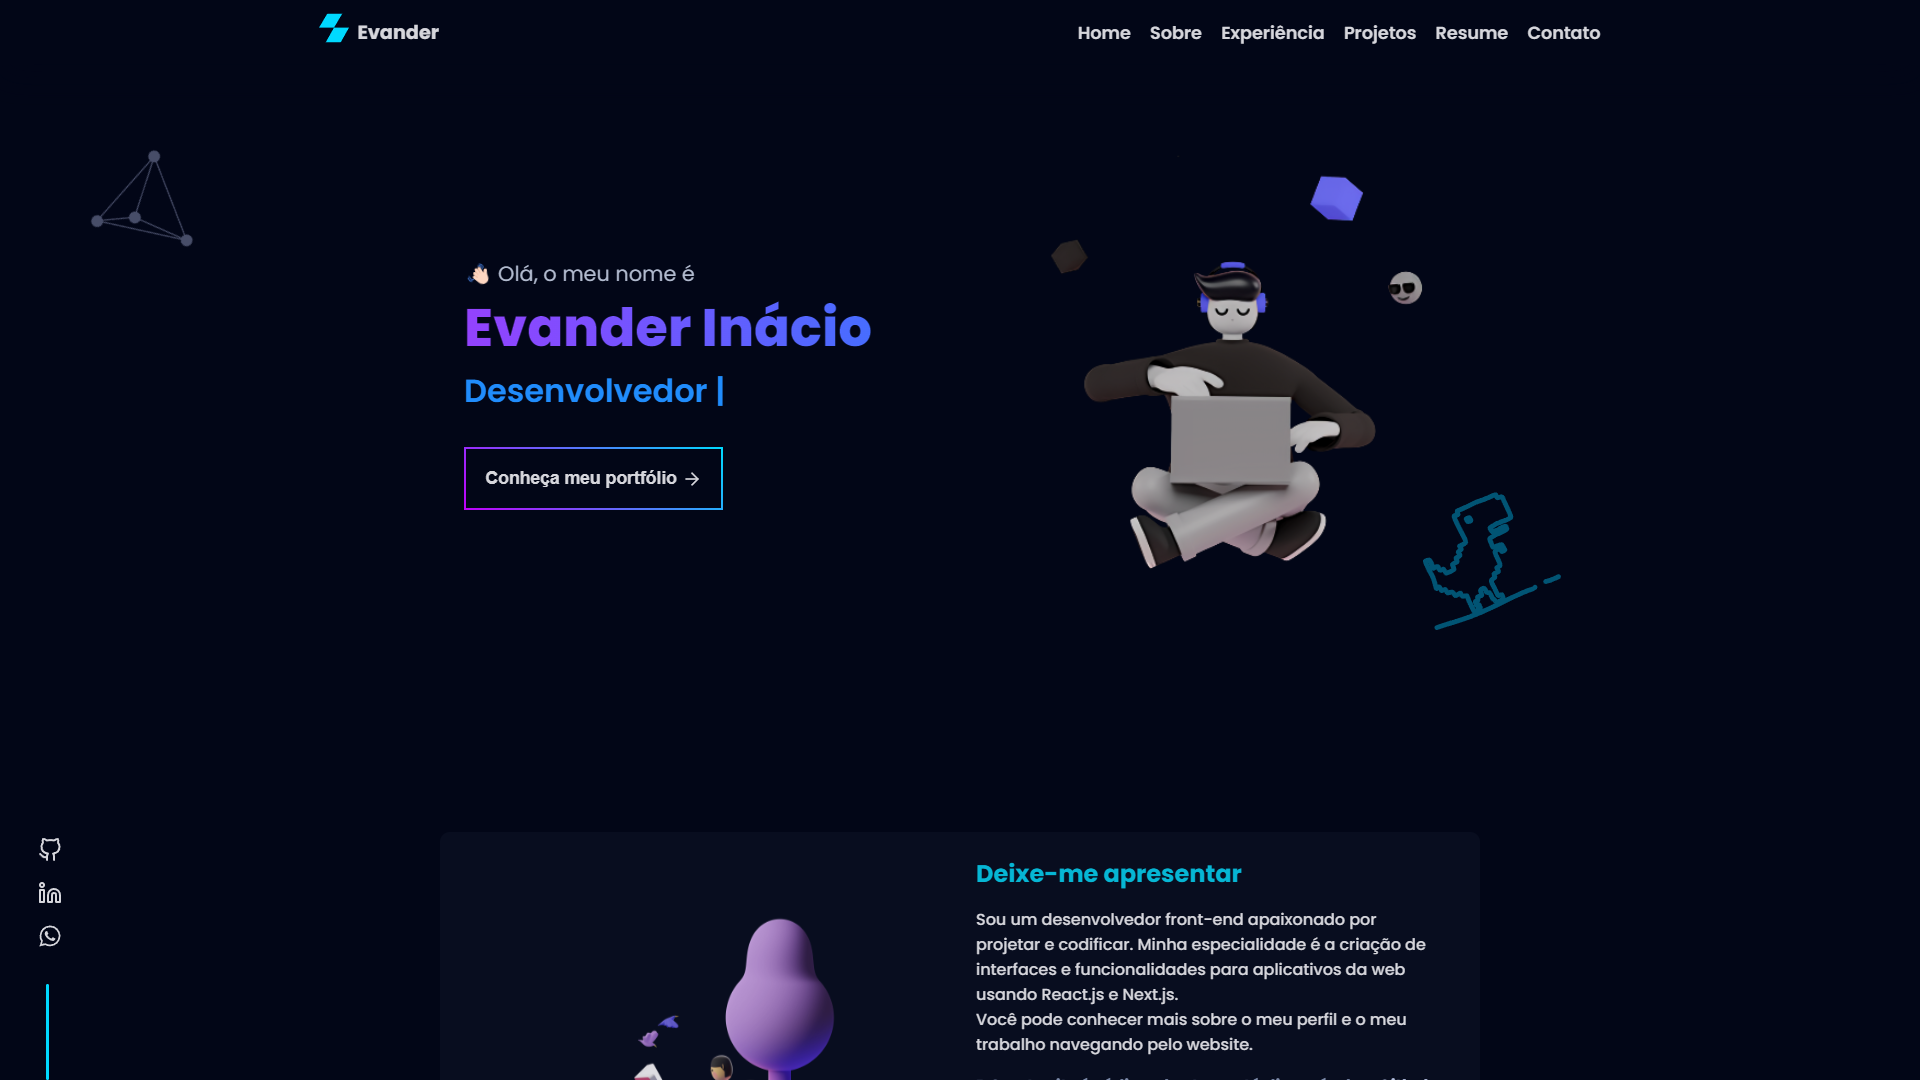 Evander
Home Sobre Experiência Projetos Resume Contato
Olá, o meu nome é
Evander Inácio
Desenvolvedor |
Conheça meu portfólio →
Deixe-me apresentar
Sou um desenvolvedor front-end apaixonado por
projetar e codificar. Minha especialidade é a criação de
interfaces e funcionalidades para aplicativos da web
usando React.js e Next.js.
Você pode conhecer mais sobre o meu perfil e o meu
trabalho navegando pelo website.